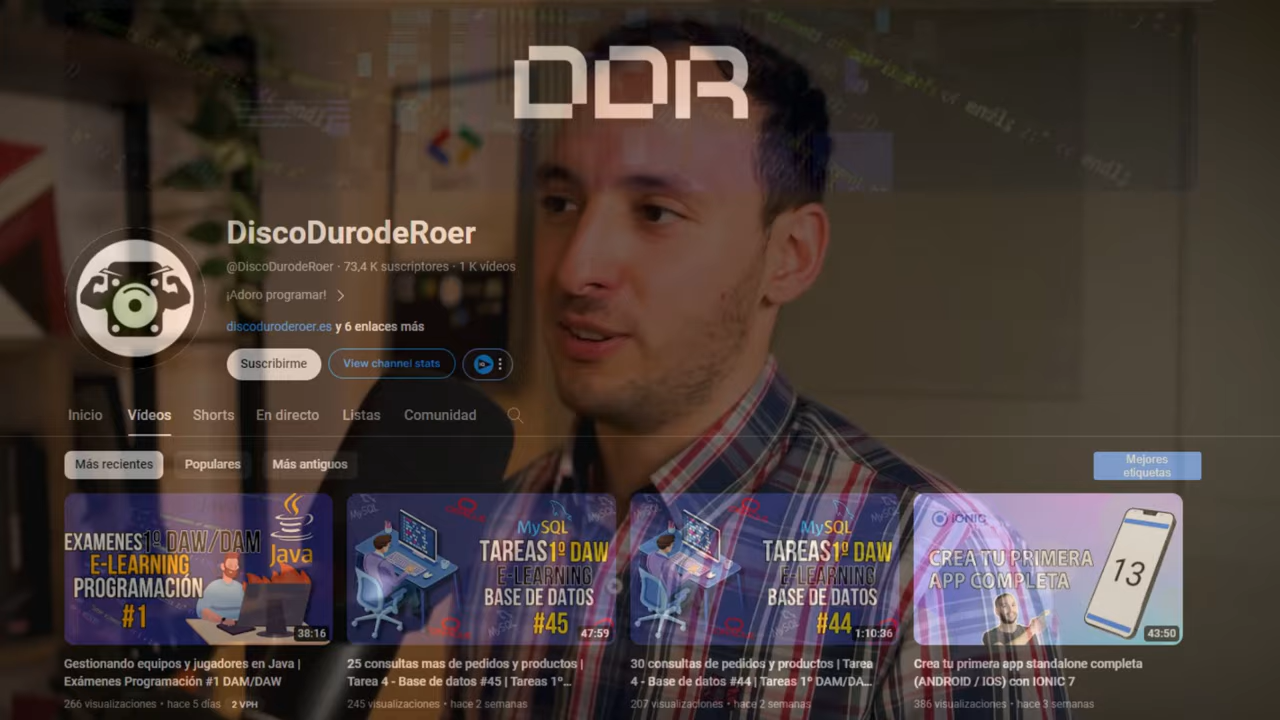 DDR
DiscoDurodeRoer
@DiscoDurodeRoer · 73,4 K suscriptores · 1 K vídeos
¡Adoro programar!
discoduroderoer.es y 6 enlaces más
Suscribirme
View channel stats
Inicio
Vídeos
Shorts
En directo
Listas
Comunidad
Más recientes
Populares
Más antiguos
Mejores
etiquetas
EXAMENES 1º DAW/DAM
E-LEARNING
PROGRAMACIÓN
#1
Java
38:16
MySQL
TAREAS 1º DAW
E-LEARNING
BASE DE DATOS
#45
47:59
MySQL
TAREAS 1º DAW
E-LEARNING
BASE DE DATOS
#44
1:10:36
IONIC
CREA TU PRIMERA
APP COMPLETA
13
43:50
Gestionando equipos y jugadores en Java |
Exámenes Programación #1 DAM/DAW
266 visualizaciones · hace 5 días 2 VPH
25 consultas mas de pedidos y productos |
Tarea 4 - Base de datos #45 | Tareas 1º...
245 visualizaciones · hace 2 semanas
30 consultas de pedidos y productos | Tarea
4 - Base de datos #44 | Tareas 1º DAM/DA...
207 visualizaciones · hace 2 semanas
Crea tu primera app standalone completa
(ANDROID / IOS) con IONIC 7
386 visualizaciones · hace 3 semanas